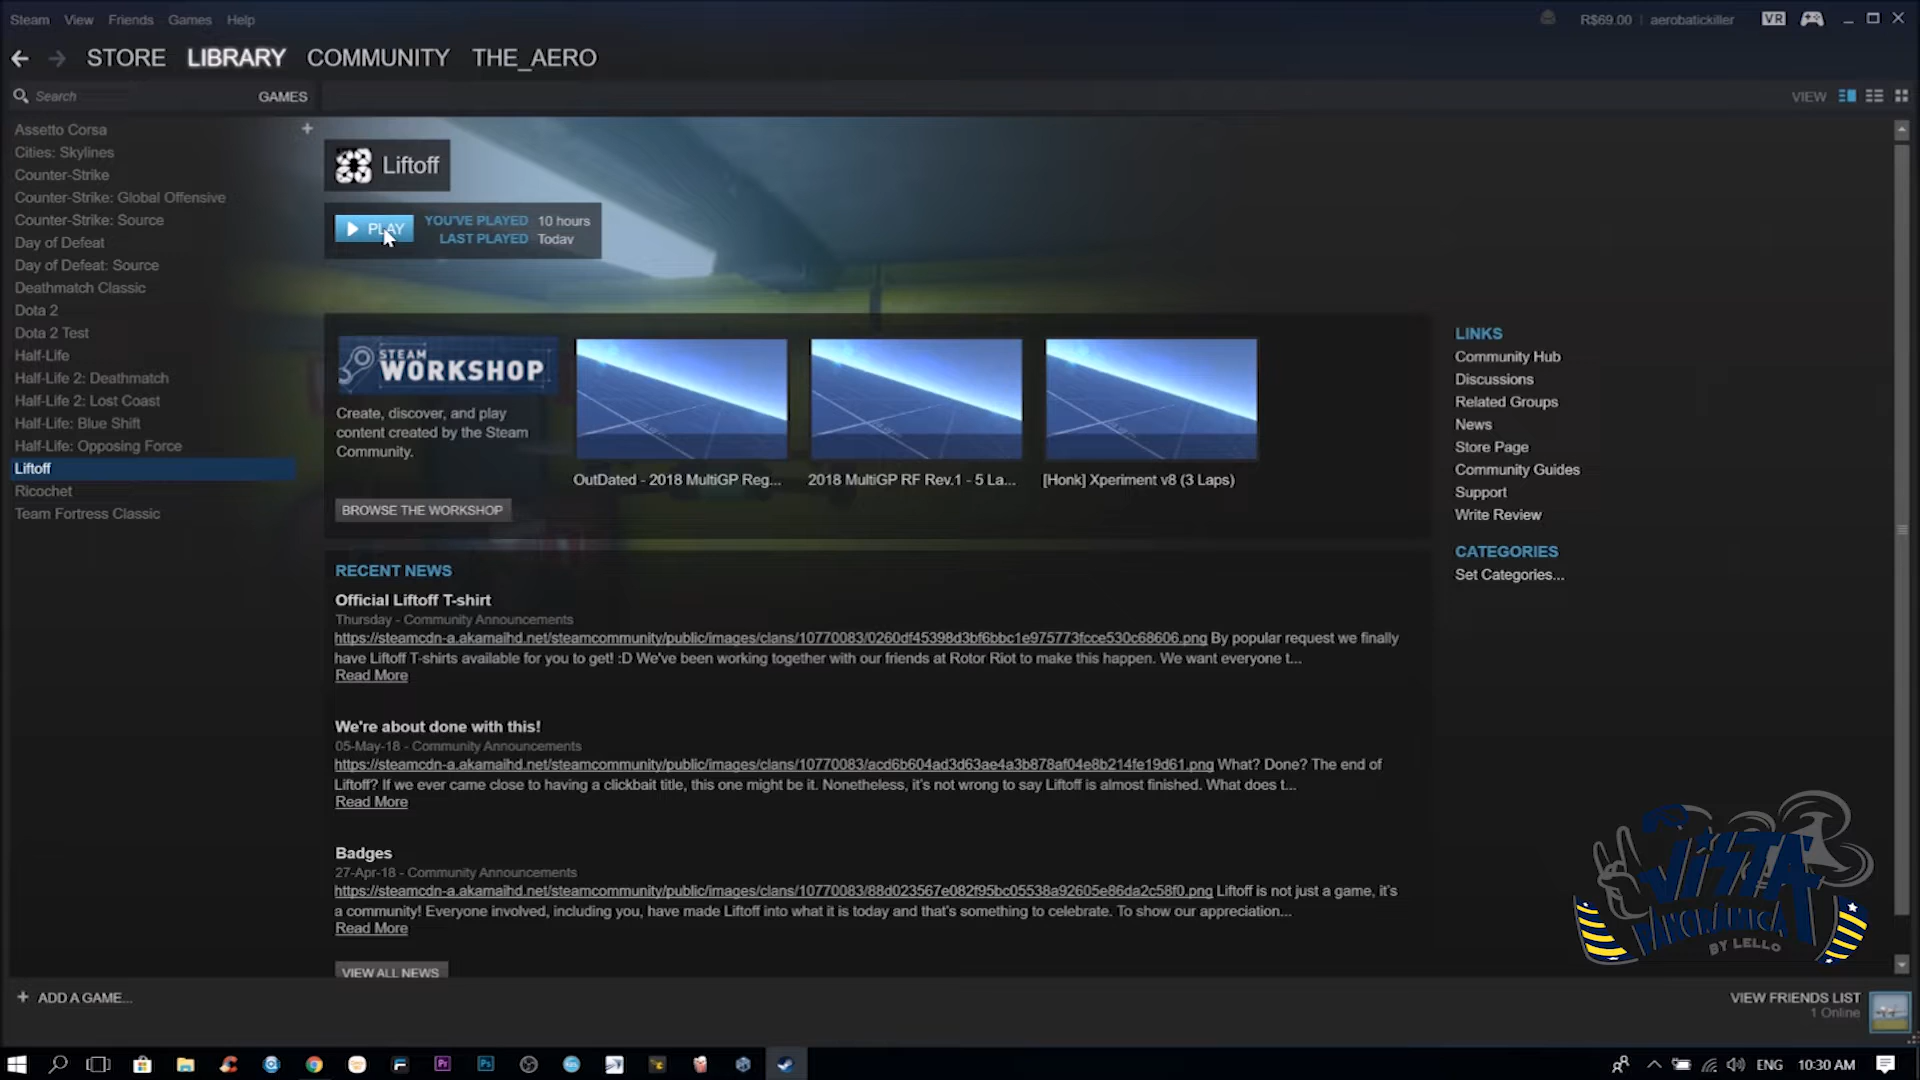 Steam View Friends Games Help
R$69.00 | aerobatickiller
VR
STORE LIBRARY COMMUNITY THE_AERO
Search
GAMES
VIEW
Assetto Corsa
Cities: Skylines
Counter-Strike
Counter-Strike: Global Offensive
Counter-Strike: Source
Day of Defeat
Day of Defeat: Source
Deathmatch Classic
Dota 2
Dota 2 Test
Half-Life
Half-Life 2: Deathmatch
Half-Life 2: Lost Coast
Half-Life: Blue Shift
Half-Life: Opposing Force
Liftoff
Ricochet
Team Fortress Classic
Liftoff
PLAY
YOU'VE PLAYED 10 hours
LAST PLAYED Today
STEAM
WORKSHOP
Create, discover, and play
content created by the Steam
Community.
BROWSE THE WORKSHOP
OutDated - 2018 MultiGP Reg...
2018 MultiGP RF Rev.1 - 5 La...
[Honk] Xperiment v8 (3 Laps)
LINKS
Community Hub
Discussions
Related Groups
News
Store Page
Community Guides
Support
Write Review
CATEGORIES
Set Categories...
RECENT NEWS
Official Liftoff T-shirt
Thursday - Community Announcements
https://steamcdn-a.akamaihd.net/steamcommunity/public/images/clans/10770083/0260df45398d3bf6bbc1e975773fcce530c68606.png By popular request we finally
have Liftoff T-shirts available for you to get! :D We've been working together with our friends at Rotor Riot to make this happen. We want everyone t...
Read More
We're about done with this!
05-May-18 - Community Announcements
https://steamcdn-a.akamaihd.net/steamcommunity/public/images/clans/10770083/acd6b604ad3d63ae4a3b878af04e8b214fe19d61.png What? Done? The end of
Liftoff? If we ever came close to having a clickbait title, this one might be it. Nonetheless, it's not wrong to say Liftoff is almost finished. What does t...
Read More
Badges
27-Apr-18 - Community Announcements
https://steamcdn-a.akamaihd.net/steamcommunity/public/images/clans/10770083/88d023567e082f95bc05538a92605e86da2c58f0.png Liftoff is not just a game, it's
a community! Everyone involved, including you, have made Liftoff into what it is today and that's something to celebrate. To show our appreciation...
Read More
VIEW ALL NEWS
VISTA
BY LELLO
+ ADD A GAME...
VIEW FRIENDS LIST
1 Online
Pr
Ps
ENG
10:30 AM